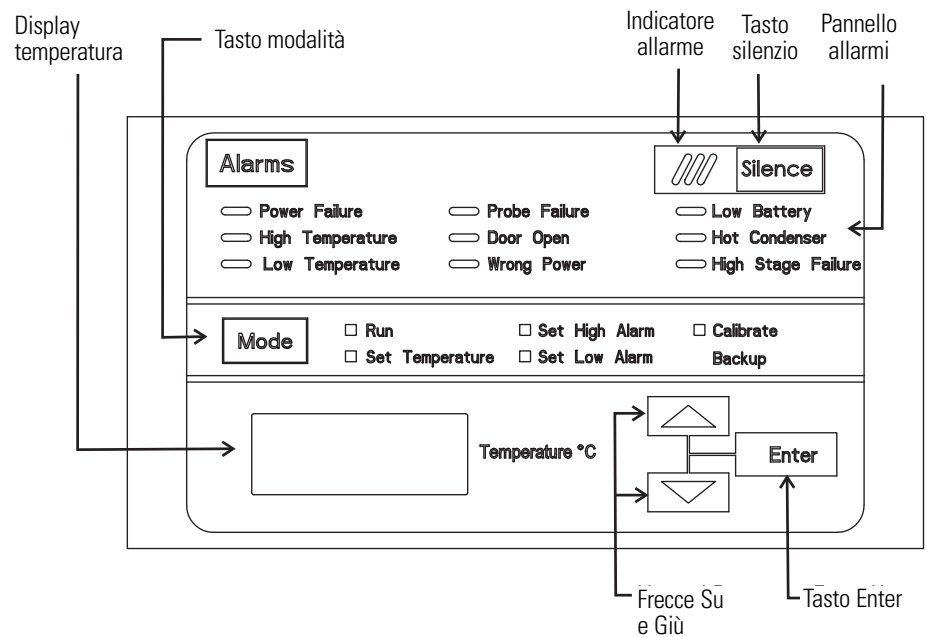 Display
temperatura
Tasto modalità
Indicatore
allarme
Tasto
silenzio
Pannello
allarmi
Alarms
Silence
Power Failure
Probe Failure
Low Battery
High Temperature
Door Open
Hot Condenser
Low Temperature
Wrong Power
High Stage Failure
Mode
Run
Set High Alarm
Calibrate
Set Temperature
Set Low Alarm
Backup
Temperature °C
Enter
Frecce Su
e Giù
Tasto Enter